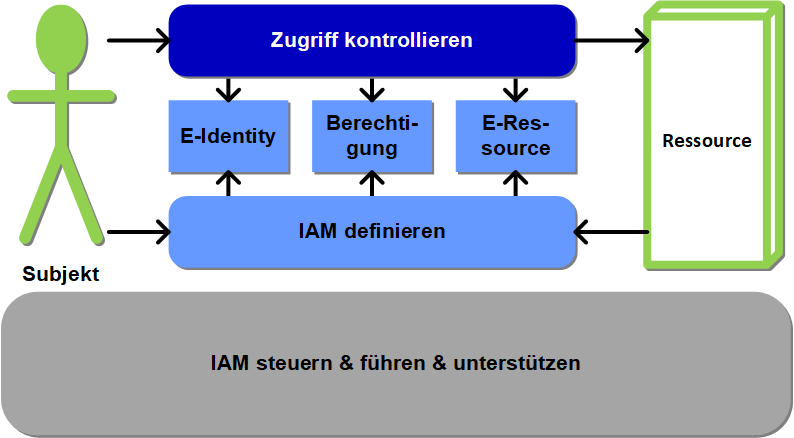 Zugriff kontrollieren
E-Identity
Berechti-
gung
E-Res-
source
Ressource
IAM definieren
Subjekt
IAM steuern & führen & unterstützen